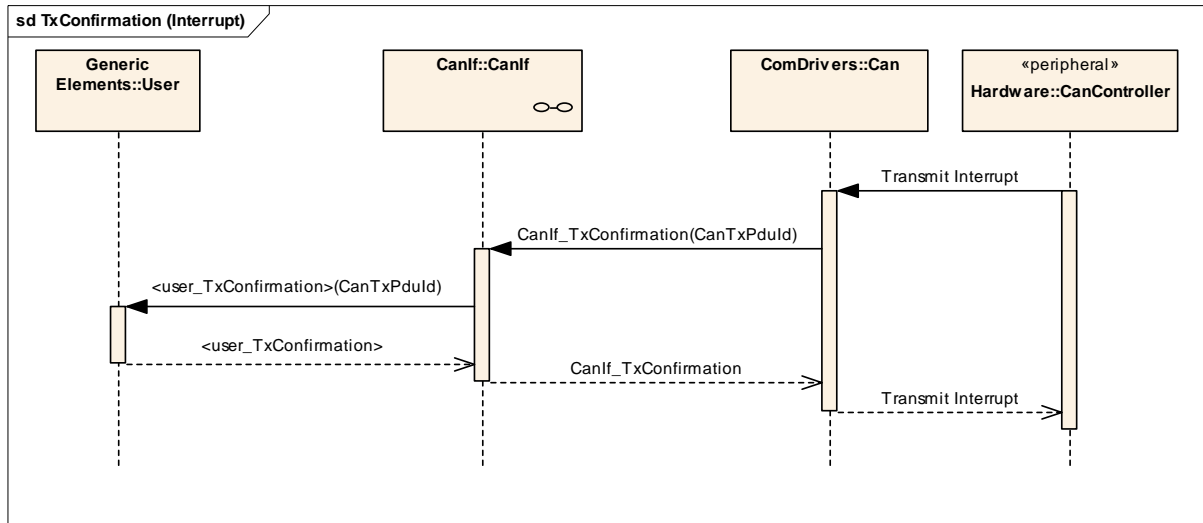 sd TxConfirmation (Interrupt)
Generic
Elements::User
CanIf::CanIf
ComDrivers::Can
«peripheral»
Hardware::CanController
Transmit Interrupt
CanIf_TxConfirmation(CanTxPduId)
<user_TxConfirmation>(CanTxPduId)
<user_TxConfirmation>
CanIf_TxConfirmation
Transmit Interrupt